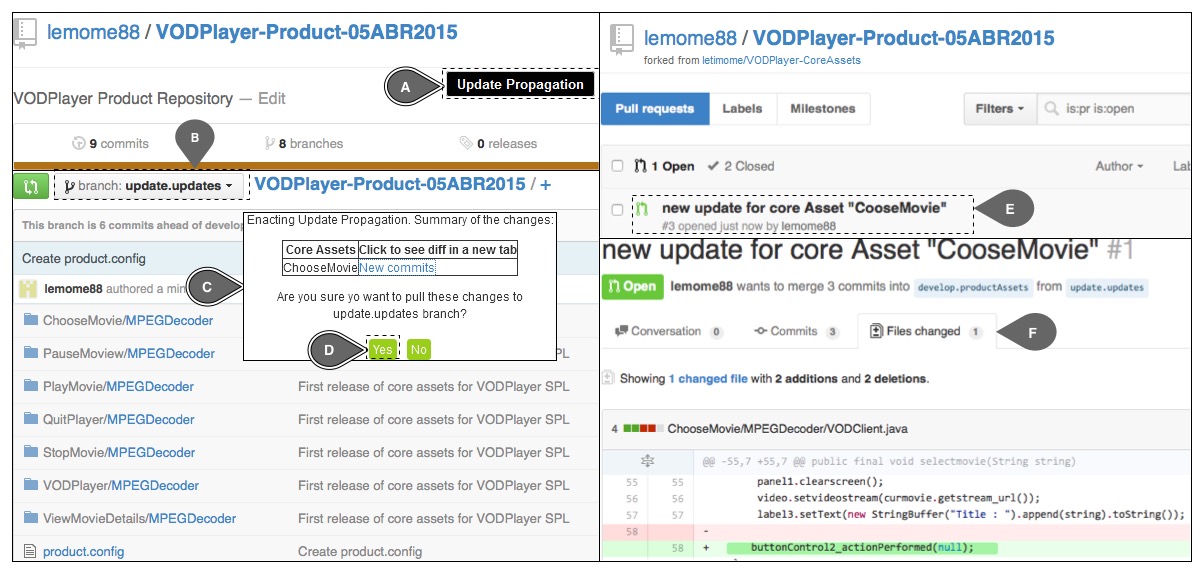 lemome88 / VODPlayer-Product-05ABR2015
A
Update Propagation
VODPlayer Product Repository — Edit
B
9 commits
8 branches
0 releases
branch: update.updates
VODPlayer-Product-05ABR2015 / +
This branch is 6 commits ahead of develop
Create product.config
lemome88 authored a min
C
Enacting Update Propagation. Summary of the changes:
Core Assets Click to see diff in a new tab
ChooseMovie New commits
Are you sure yo want to pull these changes to
update.updates branch?
D
Yes No
ChooseMovie/MPEGDecoder
PauseMoview/MPEGDecoder
PL
PlayMovie/MPEGDecoder
First release of core assets for VODPlayer SPL
QuitPlayer/MPEGDecoder
First release of core assets for VODPlayer SPL
StopMovie/MPEGDecoder
First release of core assets for VODPlayer SPL
VODPlayer/MPEGDecoder
First release of core assets for VODPlayer SPL
ViewMovieDetails/MPEGDecoder
First release of core assets for VODPlayer SPL
product.config
Create product.config
lemome88 / VODPlayer-Product-05ABR2015
forked from letimome/VODPlayer-CoreAssets
Pull requests Labels Milestones
Filters
is:pr is:open
1 Open 2 Closed
Author
Lab
new update for core Asset "CooseMovie"
#3 opened just now by lemome88
E
new update for core Asset "CooseMovie" #1
Open lemome88 wants to merge 3 commits into develop.productAssets from update.updates
Conversation 0 Commits 3 Files changed 1
F
Showing 1 changed file with 2 additions and 2 deletions.
4 ChooseMovie/MPEGDecoder/VODClient.java
@@ -55,7 +55,7 @@ public final void selectmovie(String string)
55 55 panel1.clearscreen();
56 56 video.setvideostream(curmovie.getstream_url());
57 57 label3.setText(new StringBuffer("Title : ").append(string).toString());
58 -
58 + buttonControl2_actionPerformed(null);